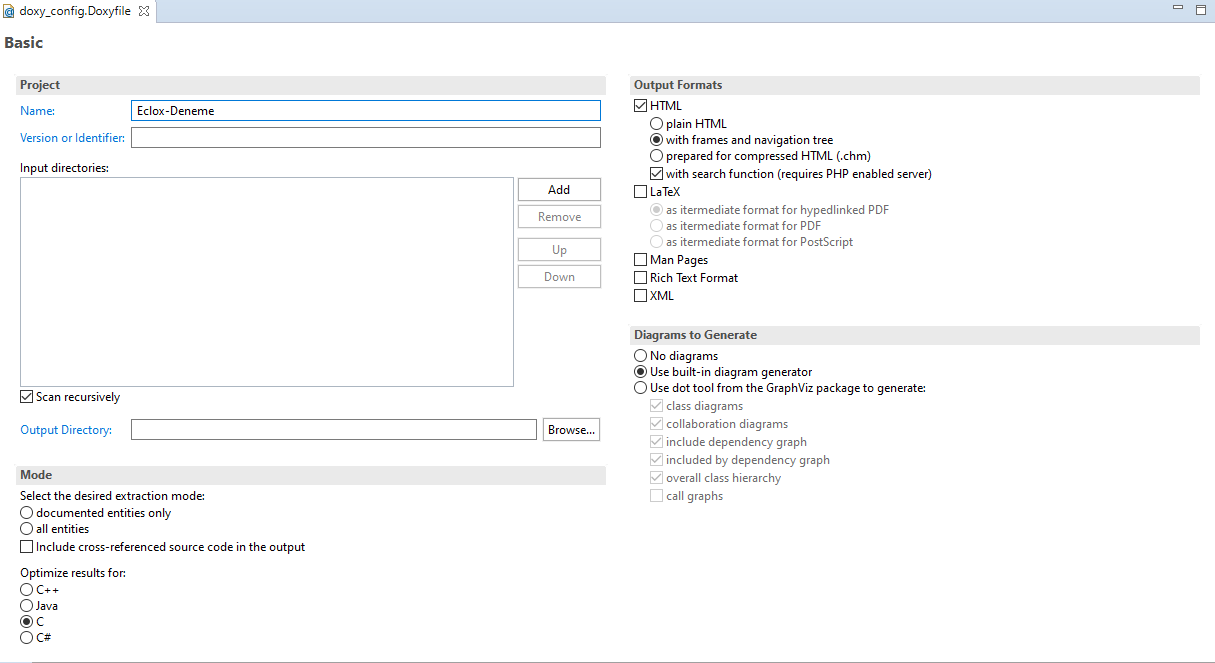 doxy_config.Doxyfile
Basic
Project
Name:
Eclox-Deneme
Version or Identifier:
Input directories:
Add
Remove
Up
Down
Scan recursively
Output Directory:
Browse...
Mode
Select the desired extraction mode:
documented entities only
all entities
Include cross-referenced source code in the output
Optimize results for:
C++
Java
C
C#
Output Formats
HTML
plain HTML
with frames and navigation tree
prepared for compressed HTML (.chm)
with search function (requires PHP enabled server)
LaTeX
as itermediate format for hypedlinked PDF
as itermediate format for PDF
as itermediate format for PostScript
Man Pages
Rich Text Format
XML
Diagrams to Generate
No diagrams
Use built-in diagram generator
Use dot tool from the GraphViz package to generate:
class diagrams
collaboration diagrams
include dependency graph
included by dependency graph
overall class hierarchy
call graphs